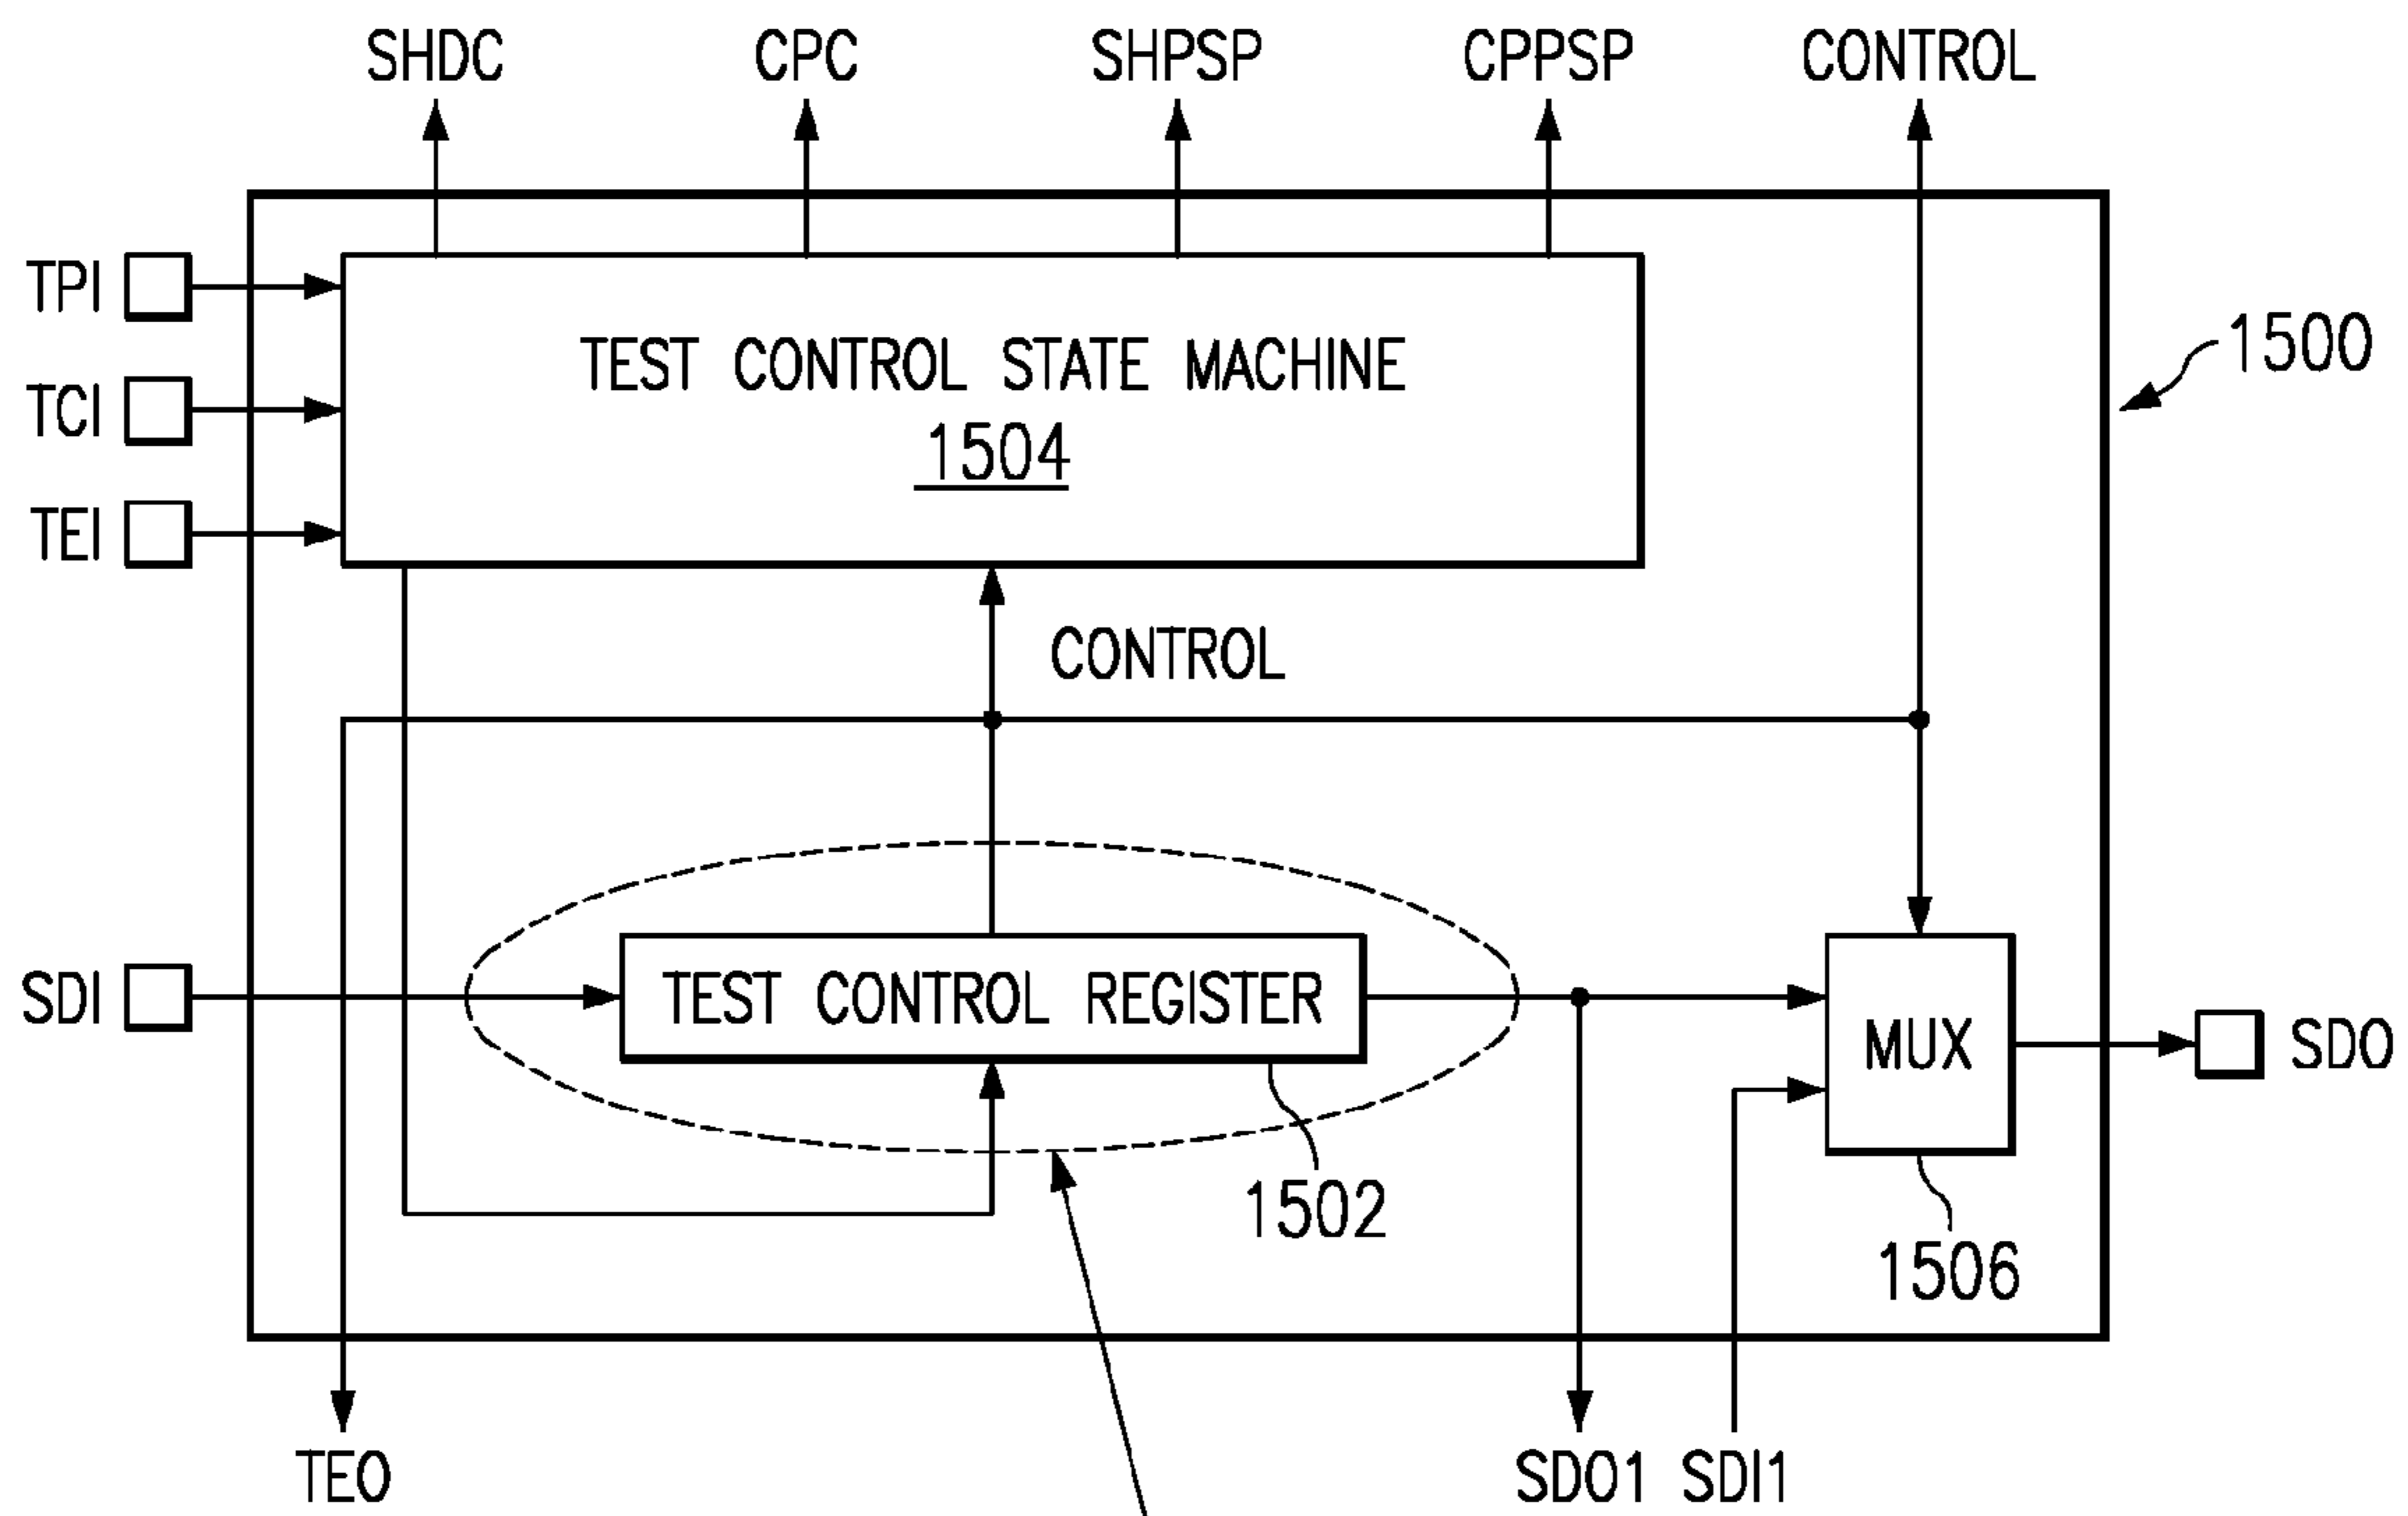 SHDC CPC SHPSP CPPSP CONTROL
TPI
TCI
TEI
TEST CONTROL STATE MACHINE
1504
1500
CONTROL
SDI
TEST CONTROL REGISTER
MUX
SDO
1502
1506
TEO
SDO1
SDI1